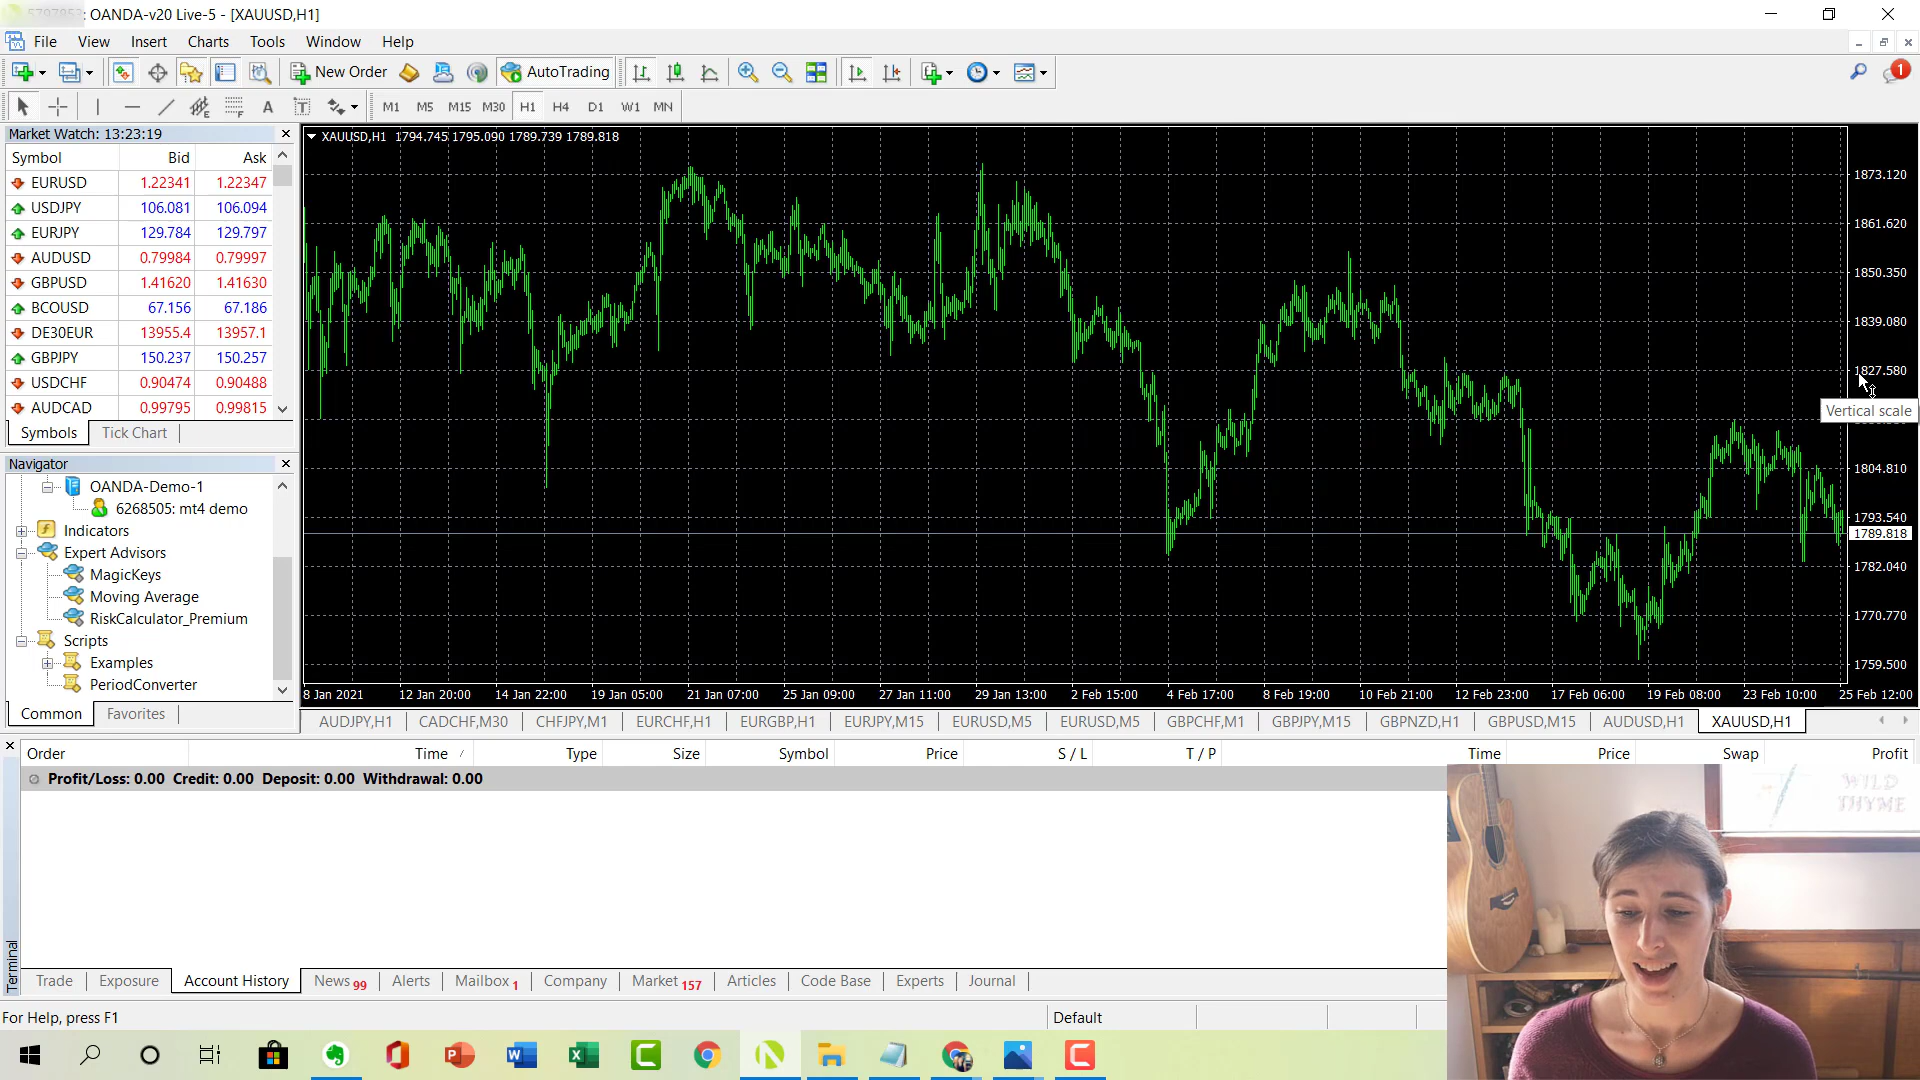 : OANDA-v20 Live-5 - [XAUUSD,H1]
File View Insert Charts Tools Window Help
New Order AutoTrading 1
A T M1 M5 M15 M30 H1 H4 D1 W1 MN
Market Watch: 13:23:19
Symbol Bid Ask
EURUSD 1.22341 1.22347
USDJPY 106.081 106.094
EURJPY 129.784 129.797
AUDUSD 0.79984 0.79997
GBPUSD 1.41620 1.41630
BCOUSD 67.156 67.186
DE30EUR 13955.4 13957.1
GBPJPY 150.237 150.257
USDCHF 0.90474 0.90488
AUDCAD 0.99795 0.99815
Symbols Tick Chart
Navigator
OANDA-Demo-1
6268505: mt4 demo
Indicators
Expert Advisors
MagicKeys
Moving Average
RiskCalculator_Premium
Scripts
Examples
PeriodConverter
Common Favorites
XAUUSD,H1 1794.745 1795.090 1789.739 1789.818
1873.120
1861.620
1850.350
1839.080
1827.580
Vertical scale
1804.810
1793.540
1789.818
1782.040
1770.770
1759.500
8 Jan 2021 12 Jan 20:00 14 Jan 22:00 19 Jan 05:00 21 Jan 07:00 25 Jan 09:00 27 Jan 11:00 29 Jan 13:00 2 Feb 15:00 4 Feb 17:00 8 Feb 19:00 10 Feb 21:00 12 Feb 23:00 17 Feb 06:00 19 Feb 08:00 23 Feb 10:00 25 Feb 12:00
AUDJPY,H1 CADCHF,M30 CHFJPY,M1 EURCHF,H1 EURGBP,H1 EURJPY,M15 EURUSD,M5 EURUSD,M5 GBPCHF,M1 GBPJPY,M15 GBPNZD,H1 GBPUSD,M15 AUDUSD,H1 XAUUSD,H1
Order Time Type Size Symbol Price S / L T / P Time Price Swap Profit
Profit/Loss: 0.00 Credit: 0.00 Deposit: 0.00 Withdrawal: 0.00
WILD
THYME
Terminal
Trade Exposure Account History News 99 Alerts Mailbox 1 Company Market 157 Articles Code Base Experts Journal
For Help, press F1 Default